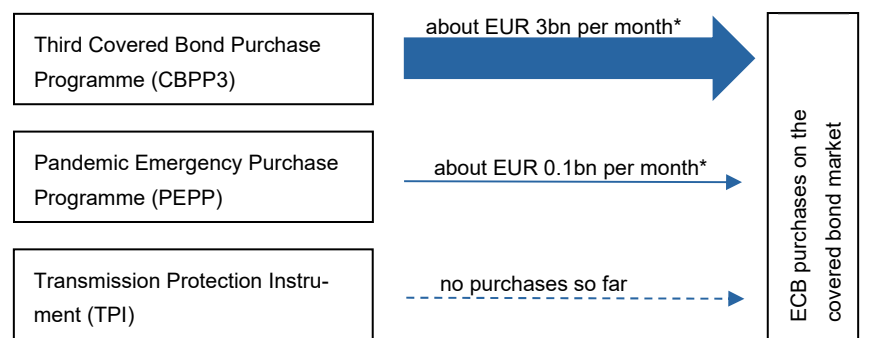 Third Covered Bond Purchase
Programme (CBPP3)
about EUR 3bn per month*
Pandemic Emergency Purchase
Programme (PEPP)
about EUR 0.1bn per month*
Transmission Protection Instru-
ment (TPI)
no purchases so far
ECB purchases on the
covered bond market